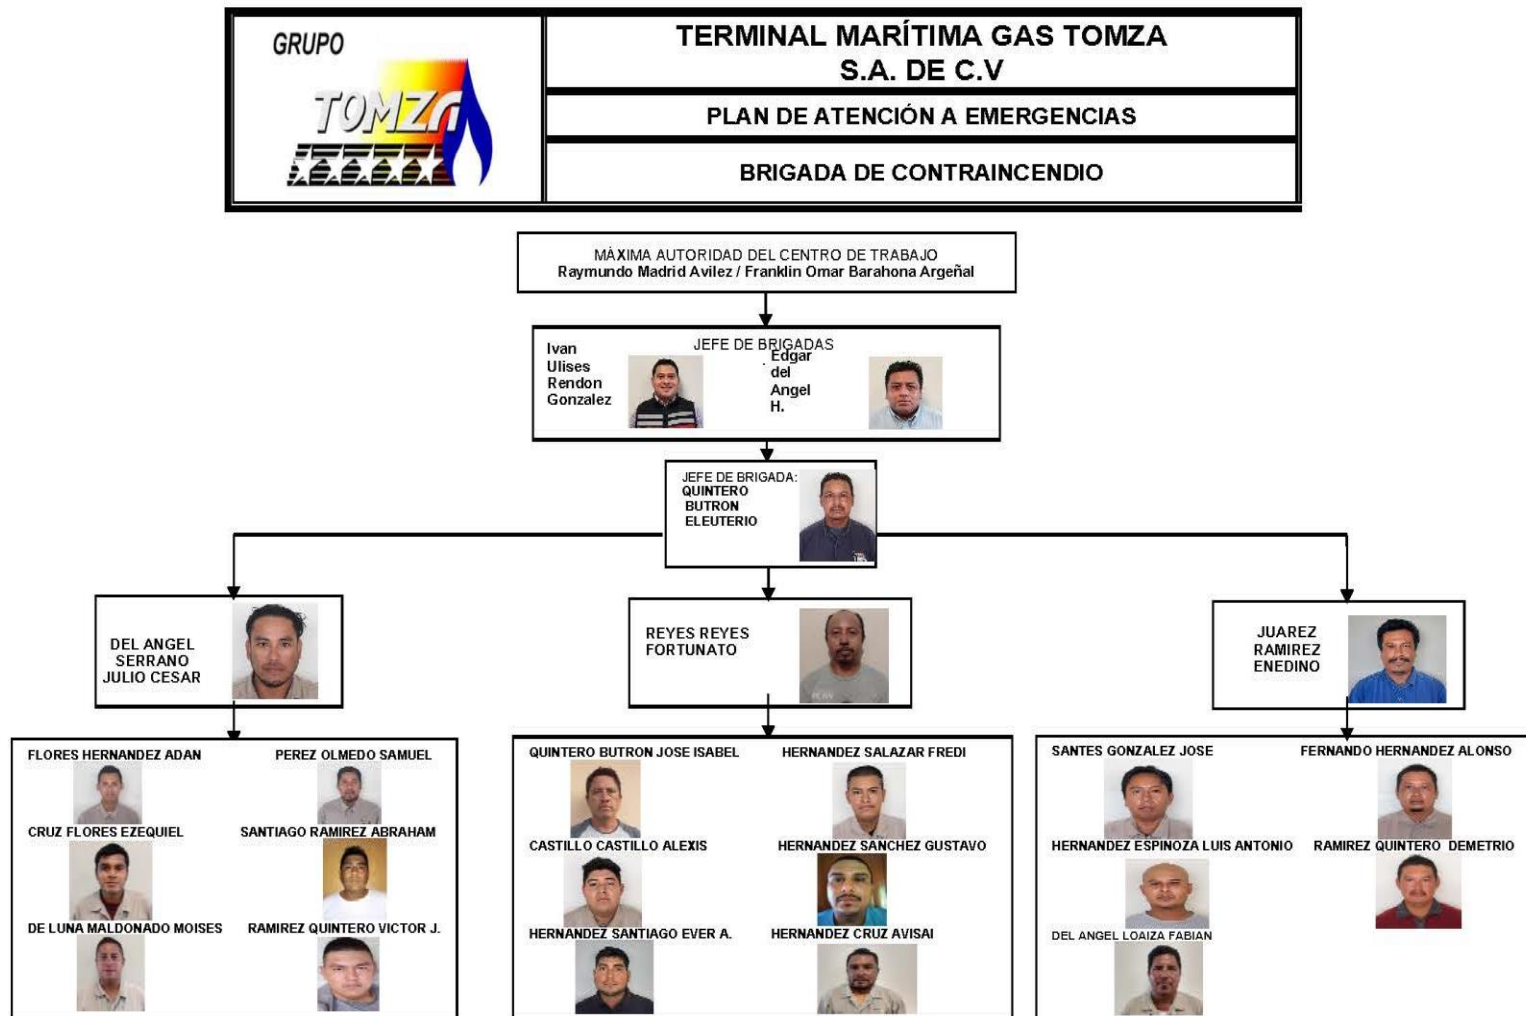 GRUPO
TOMZA
TERMINAL MARÍTIMA GAS TOMZA
S.A. DE C.V
PLAN DE ATENCIÓN A EMERGENCIAS
BRIGADA DE CONTRAINCENDIO
MÁXIMA AUTORIDAD DEL CENTRO DE TRABAJO
Raymundo Madrid Avilez / Franklin Omar Barahona Argeñal
JEFE DE BRIGADAS
Ivan
Ulises
Rendon
Gonzalez
Edgar
del
Angel
H.
JEFE DE BRIGADA:
QUINTERO
BUTRON
ELEUTERIO
DEL ANGEL
SERRANO
JULIO CESAR
REYES REYES
FORTUNATO
JUAREZ
RAMIREZ
ENEDINO
FLORES HERNANDEZ ADAN
PEREZ OLMEDO SAMUEL
CRUZ FLORES EZEQUIEL
SANTIAGO RAMIREZ ABRAHAM
DE LUNA MALDONADO MOISES
RAMIREZ QUINTERO VICTOR J.
QUINTERO BUTRON JOSE ISABEL
HERNANDEZ SALAZAR FREDI
CASTILLO CASTILLO ALEXIS
HERNANDEZ SANCHEZ GUSTAVO
HERNANDEZ SANTIAGO EVER A.
HERNANDEZ CRUZ AVISAI
SANTES GONZALEZ JOSE
FERNANDO HERNANDEZ ALONSO
HERNANDEZ ESPINOZA LUIS ANTONIO
RAMIREZ QUINTERO DEMETRIO
DEL ANGEL LOAIZA FABIAN